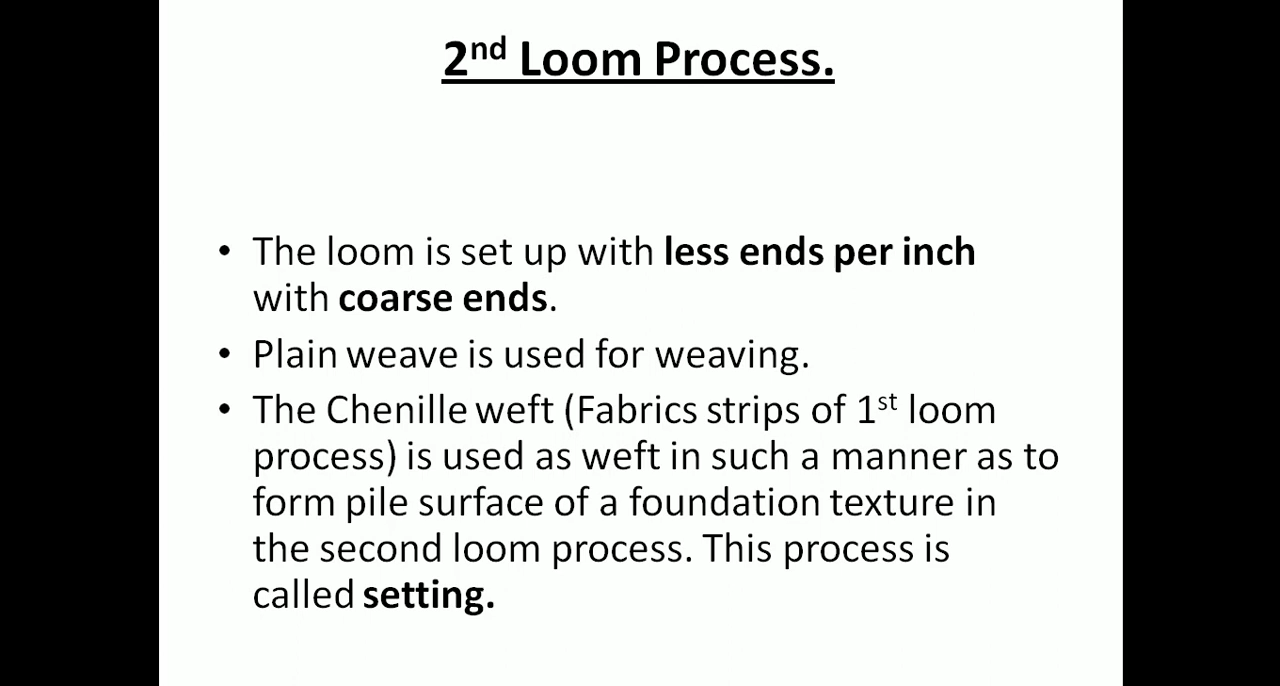 2nd Loom Process.
• The loom is set up with less ends per inch
with coarse ends.
• Plain weave is used for weaving.
• The Chenille weft (Fabrics strips of 1st loom
process) is used as weft in such a manner as to
form pile surface of a foundation texture in
the second loom process. This process is
called setting.